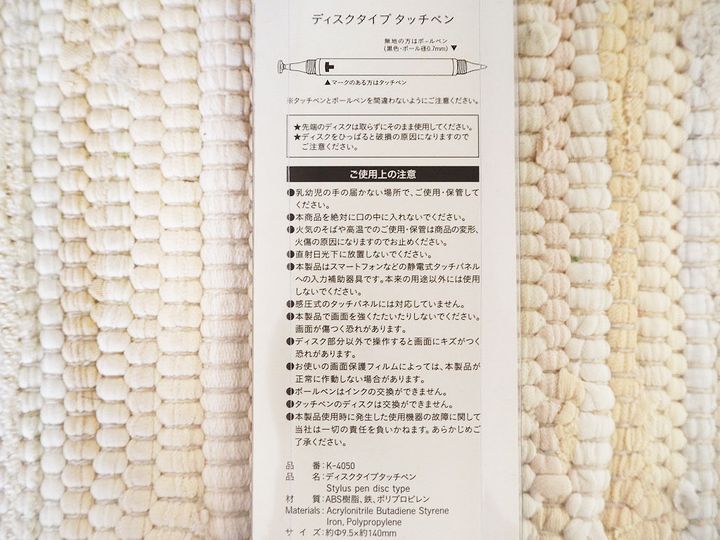 ディスクタイプ タッチペン
無地の方はボールペン
(黒色・ボール径0.7mm) ▼
▲マークのある方はタッチペン
※タッチペンとボールペンを間違わないようにご注意ください。
★先端のディスクは取らずにそのまま使用してください。
★ディスクをひっぱると破損の原因になりますので
ご注意ください。
ご使用上の注意
●乳幼児の手の届かない場所で、ご使用・保管して
ください。
●本商品を絶対に口の中に入れないでください。
●火気のそばや高温でのご使用・保管は商品の変形、
火傷の原因になりますのでお止めください。
●直射日光下に放置しないでください。
●本製品はスマートフォンなどの静電式タッチパネル
への入力補助器具です。本来の用途以外には使用
しないでください。
●感圧式のタッチパネルには対応していません。
●本製品で画面を強くたたいたりしないでください。
画面が傷つく恐れがあります。
●ディスク部分以外で操作すると画面にキズがつく
恐れがあります。
●お使いの画面保護フィルムによっては、本製品が
正常に作動しない場合があります。
●ボールペンはインクの交換ができません。
●タッチペンのディスクは交換ができません。
●本製品使用時に発生した使用機器の故障に関して
当社は一切の責任を負いかねます。あらかじめご
了承ください。
品 番:K-4050
品 名:ディスクタイプタッチペン
Stylus pen disc type
材 質:ABS樹脂、鉄、ポリプロピレン
Materials: Acrylonitrile Butadiene Styrene
Iron, Polypropylene
サ イ ズ:約Φ9.5×約140mm